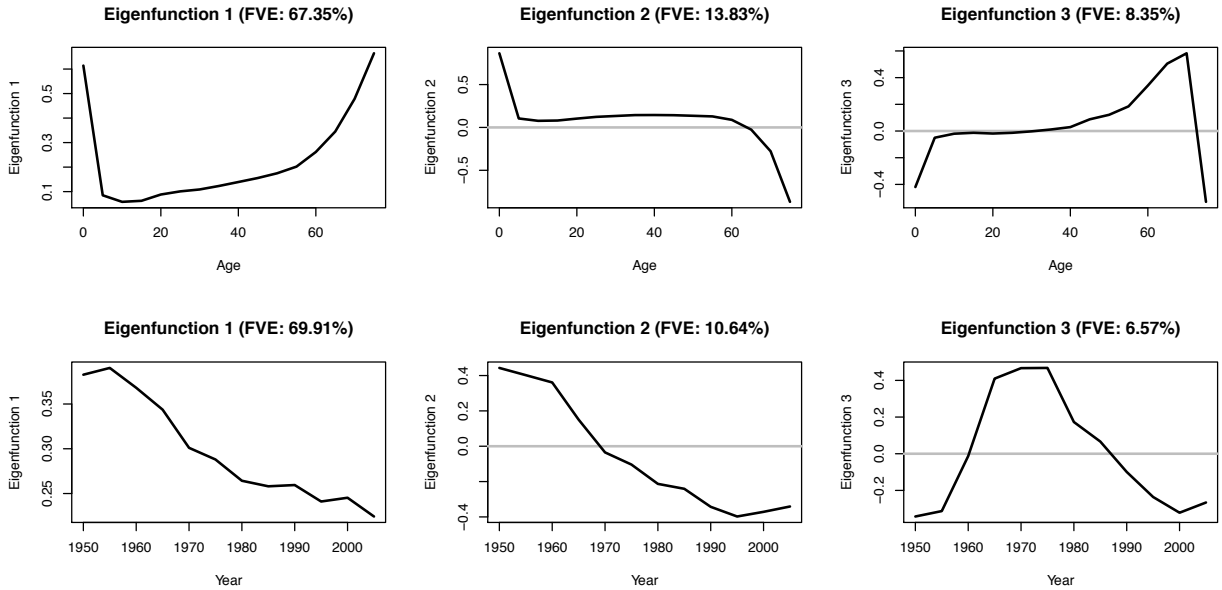 Eigenfunction 1 (FVE: 67.35%)
Eigenfunction 1
0.1
0.3
0.5
0
20
40
60
Age
Eigenfunction 2 (FVE: 13.83%)
Eigenfunction 2
−0.5
0.0
0.5
0
20
40
60
Age
Eigenfunction 3 (FVE: 8.35%)
Eigenfunction 3
−0.4
0.0
0.4
0
20
40
60
Age
Eigenfunction 1 (FVE: 69.91%)
Eigenfunction 1
0.25
0.30
0.35
1950
1960
1970
1980
1990
2000
Year
Eigenfunction 2 (FVE: 10.64%)
Eigenfunction 2
−0.4
−0.2
0.0
0.2
0.4
1950
1960
1970
1980
1990
2000
Year
Eigenfunction 3 (FVE: 6.57%)
Eigenfunction 3
−0.2
0.0
0.2
0.4
1950
1960
1970
1980
1990
2000
Year